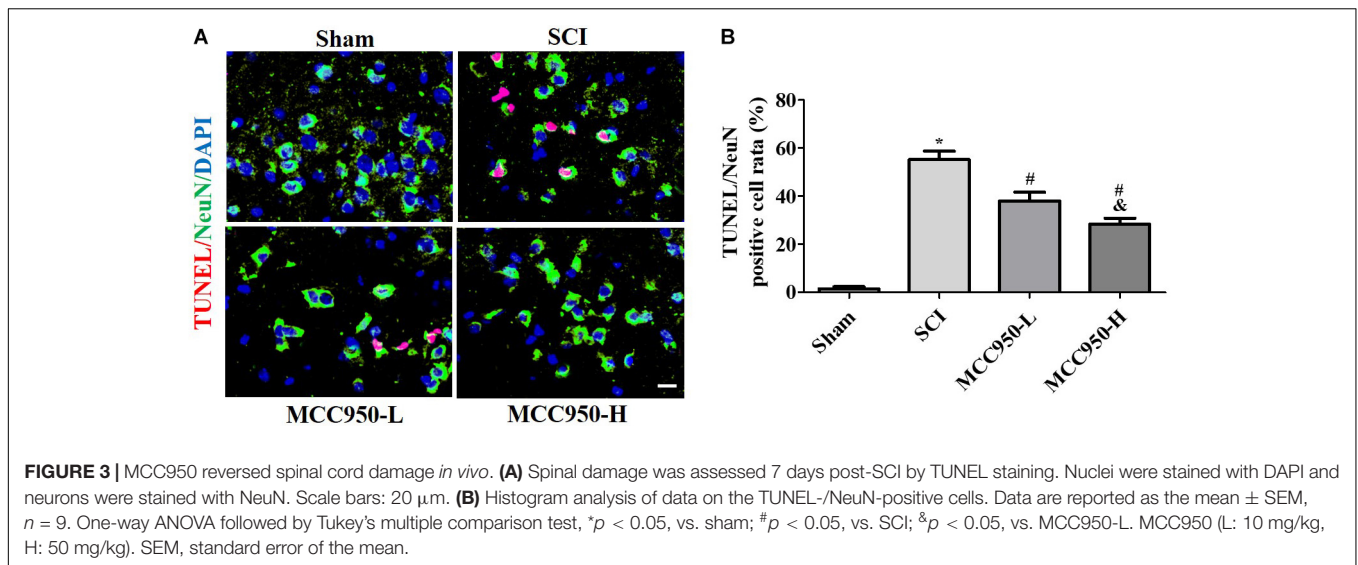 A
Sham
SCI
TUNEL/NeuN/DAPI
MCC950-L
MCC950-H
B
TUNEL/NeuN
positive cell rata (%)
80
60
40
20
0
*
#
#
&
Sham
SCI
MCC950-L
MCC950-H
FIGURE 3 | MCC950 reversed spinal cord damage in vivo. (A) Spinal damage was assessed 7 days post-SCI by TUNEL staining. Nuclei were stained with DAPI and
neurons were stained with NeuN. Scale bars: 20 μm. (B) Histogram analysis of data on the TUNEL-/NeuN-positive cells. Data are reported as the mean ± SEM,
n = 9. One-way ANOVA followed by Tukey's multiple comparison test, *p < 0.05, vs. sham; #p < 0.05, vs. SCI; &p < 0.05, vs. MCC950-L. MCC950 (L: 10 mg/kg,
H: 50 mg/kg). SEM, standard error of the mean.